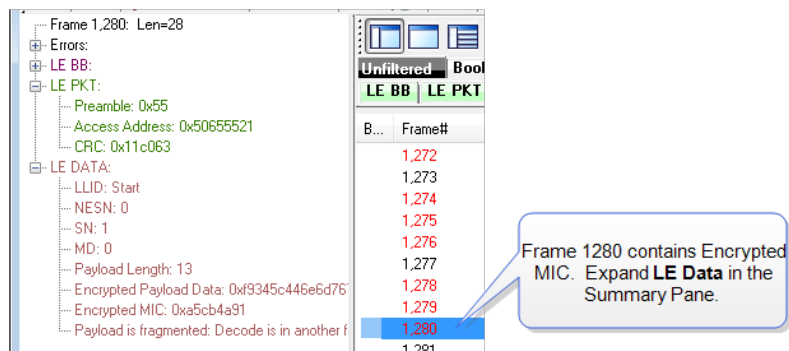 Frame 1,280: Len=28
Errors:
LE BB:
LE PKT:
Preamble: 0x55
Access Address: 0x50655521
CRC: 0x11c063
LE DATA:
LLID: Start
NESN: 0
SN: 1
MD: 0
Payload Length: 13
Encrypted Payload Data: 0xf9345c446e6d76
Encrypted MIC: 0xa5cb4a91
Payload is fragmented: Decode is in another f
Unfiltered Bool
LE BB LE PKT
B... Frame#
1,272
1,273
1,274
1,275
1,276
1,277
1,278
1,279
1,280
1,281
Frame 1280 contains Encrypted
MIC. Expand LE Data in the
Summary Pane.